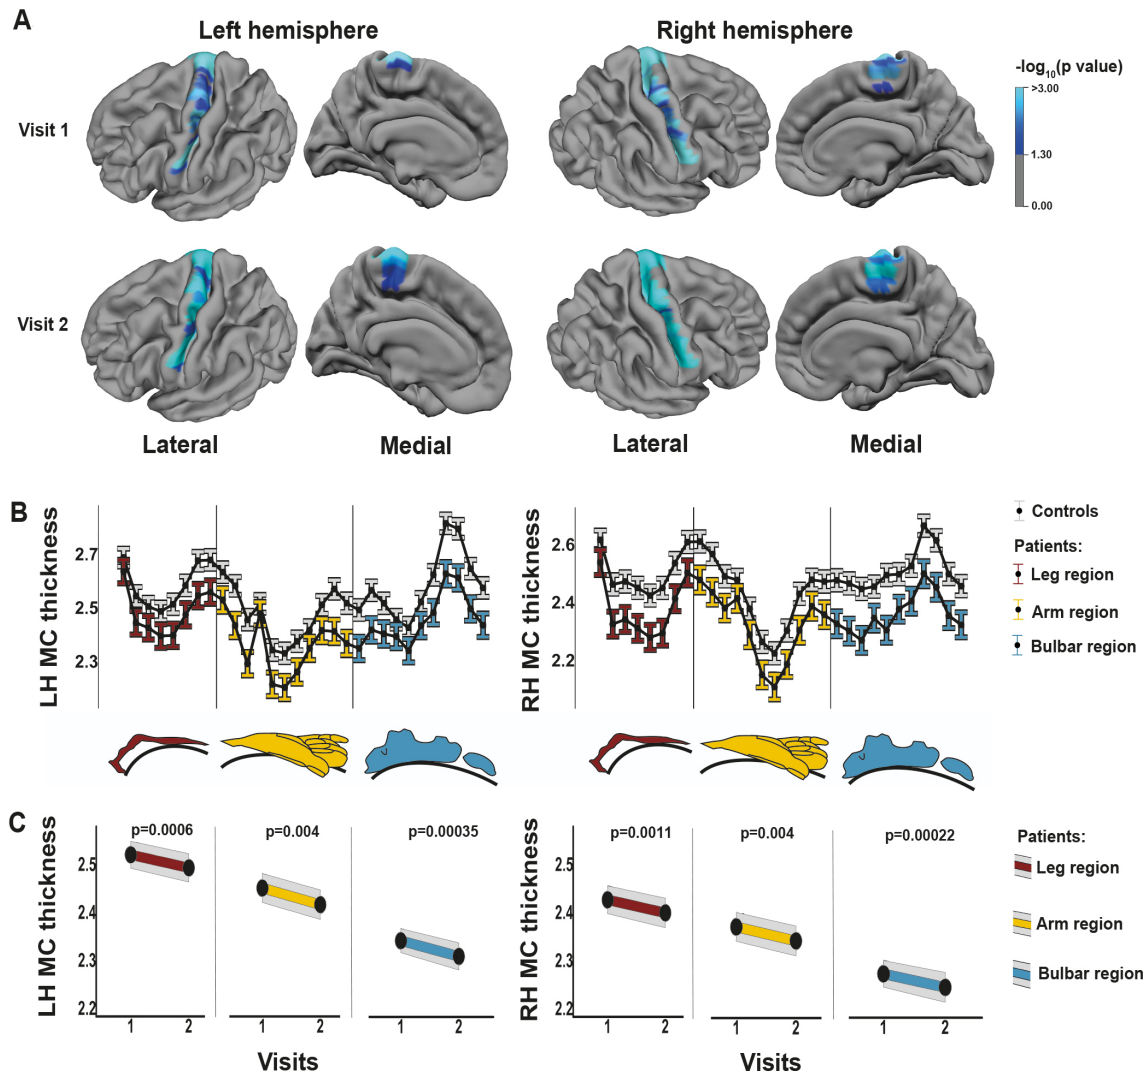 A
Left hemisphere
Right hemisphere
-log10(p value)
>3.00
1.30
0.00
Visit 1
Visit 2
Lateral
Medial
Lateral
Medial
B
LH MC thickness
2.7
2.5
2.3
RH MC thickness
2.6
2.4
2.2
Controls
Patients:
Leg region
Arm region
Bulbar region
C
LH MC thickness
2.5
2.4
2.3
2.2
p=0.0006
p=0.004
p=0.00035
1
2
1
2
1
2
Visits
RH MC thickness
2.5
2.4
2.3
2.2
p=0.0011
p=0.004
p=0.00022
1
2
1
2
1
2
Visits
Patients:
Leg region
Arm region
Bulbar region